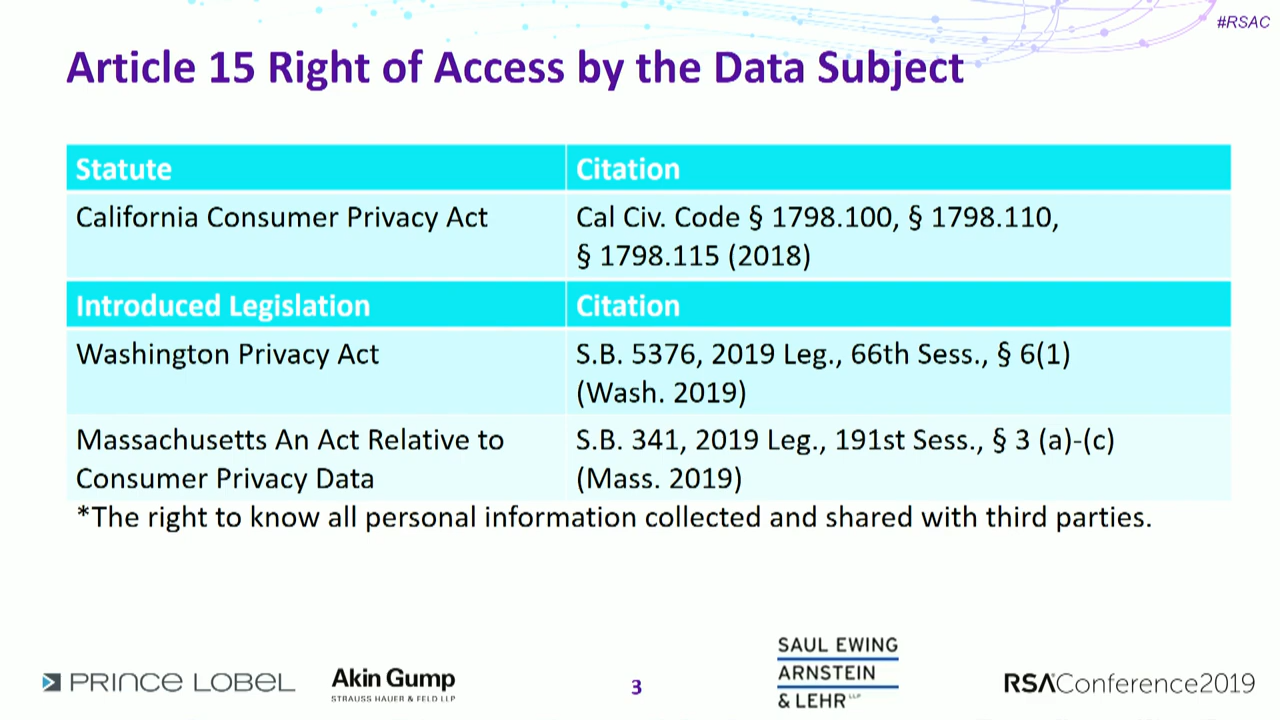 #RSAC
Article 15 Right of Access by the Data Subject
Statute
Citation
California Consumer Privacy Act
Cal Civ. Code § 1798.100, § 1798.110,
§ 1798.115 (2018)
Introduced Legislation
Citation
Washington Privacy Act
S.B. 5376, 2019 Leg., 66th Sess., § 6(1)
(Wash. 2019)
Massachusetts An Act Relative to
Consumer Privacy Data
S.B. 341, 2019 Leg., 191st Sess., § 3 (a)-(c)
(Mass. 2019)
*The right to know all personal information collected and shared with third parties.
PRINCE LOBEL
Akin Gump
STRAUSS HAUER & FELD LLP
3
SAUL EWING
ARNSTEIN
& LEHR LLP
RSAConference2019